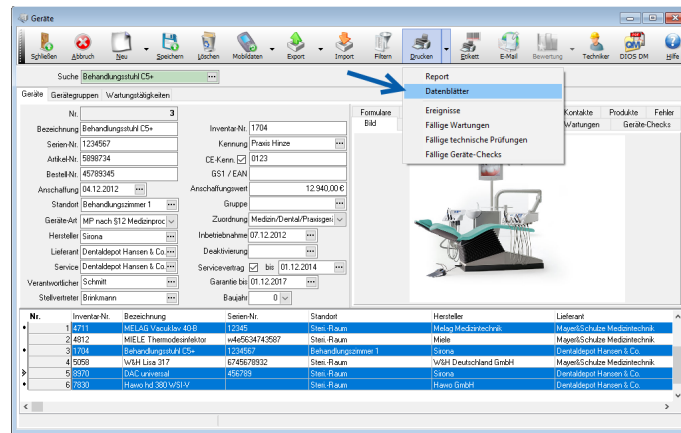 Geräte
Schließen Abbruch Neu Speichern Löschen Mobildaten Export Import Filtern Drucken Etikett E-Mail Bewertung Techniker DIOS DM Hilfe
Suche Behandlungsstuhl C5+ ...
Geräte Gerätegruppen Wartungstätigkeiten
Report
Datenblätter
Ereignisse
Fällige Wartungen
Fällige technische Prüfungen
Fällige Geräte-Checks
Formulare Kontakte Produkte Fehler
Bild Wartungen Geräte-Checks
Nr. 3
Bezeichnung Behandlungsstuhl C5+ Inventar-Nr. 1704
Serien-Nr. 1234567 Kennung Praxis Hinze ...
Artikel-Nr. 5898734 CE-Kenn. 0123
Bestell-Nr. 45789345 GS1 / EAN
Anschaffung 04.12.2012 ... Anschaffungswert 12.940,00 €
Standort Behandlungszimmer 1 ... Gruppe ...
Geräte-Art MP nach §12 Medizinproc Zuordnung Medizin/Dental/Praxisgeri
Hersteller Sirona ... Inbetriebnahme 07.12.2012 ...
Lieferant Dentaldepot Hansen & Co. ... Deaktivierung ...
Service Dentaldepot Hansen & Co. ... Servicevertrag bis 01.12.2014 ...
Verantwortlicher Schmitt ... Garantie bis 01.12.2017 ...
Stellvertreter Brinkmann ... Baujahr 0
Nr. Inventar-Nr. Bezeichnung Serien-Nr. Standort Hersteller Lieferant
1 4711 MELAG Vacuklav 40-B 12345 Steri.-Raum Melag Medizintechnik Mayer&Schulze Medizintechnik
2 4812 MIELE Thermodesinfektor w4e5634743587 Steri.-Raum Miele Mayer&Schulze Medizintechnik
3 1704 Behandlungsstuhl C5+ 1234567 Behandlungszimmer 1 Sirona Dentaldepot Hansen & Co.
4 5058 W&H Lisa 317 6745678932 Steri.-Raum W&H Deutschland GmbH Mayer&Schulze Medizintechnik
5 8970 DAC universal 456789 Steri.-Raum Sirona Dentaldepot Hansen & Co.
6 7830 Hawo hd 380 WSI-V Steri.-Raum Hawo GmbH Dentaldepot Hansen & Co.